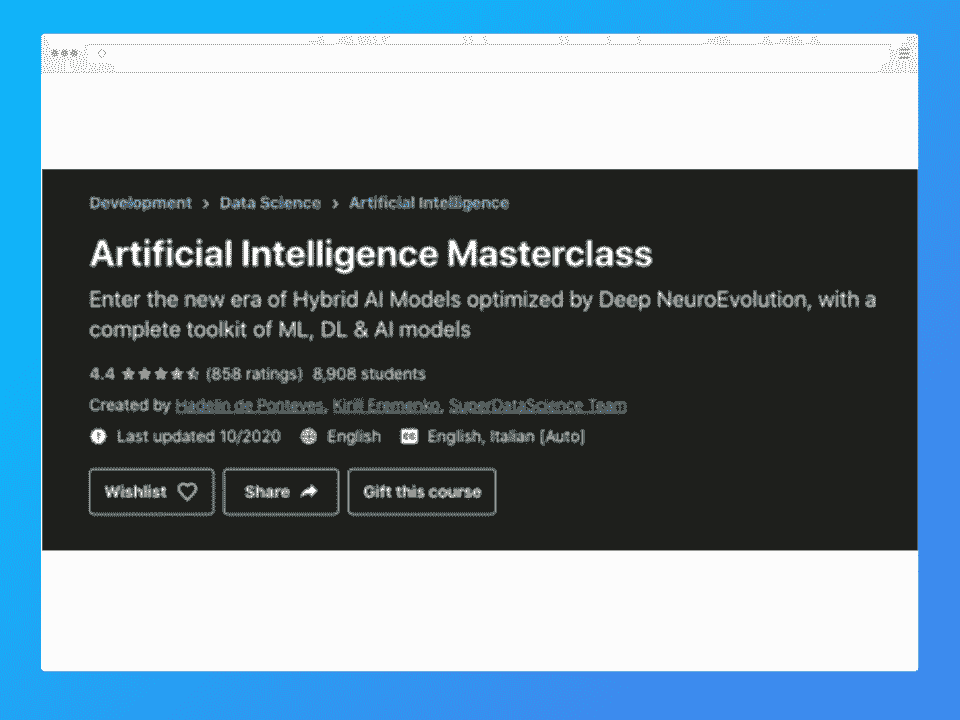 Development > Data Science > Artificial Intelligence
Artificial Intelligence Masterclass
Enter the new era of Hybrid AI Models optimized by Deep NeuroEvolution, with a
complete toolkit of ML, DL & AI models
4.4 ★★★★⯪ (858 ratings) 8,908 students
Created by Hadelin de Ponteves, Kirill Eremenko, SuperDataScience Team
Last updated 10/2020 English CC English, Italian [Auto]
Wishlist Share Gift this course